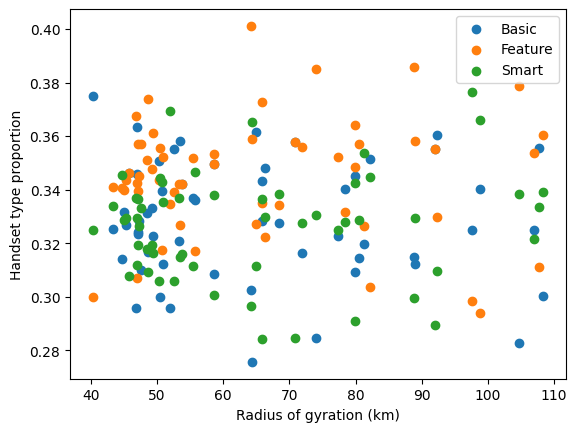 0.40
0.38
0.36
0.34
0.32
0.30
0.28
Handset type proportion
Basic
Feature
Smart
40 50 60 70 80 90 100 110
Radius of gyration (km)